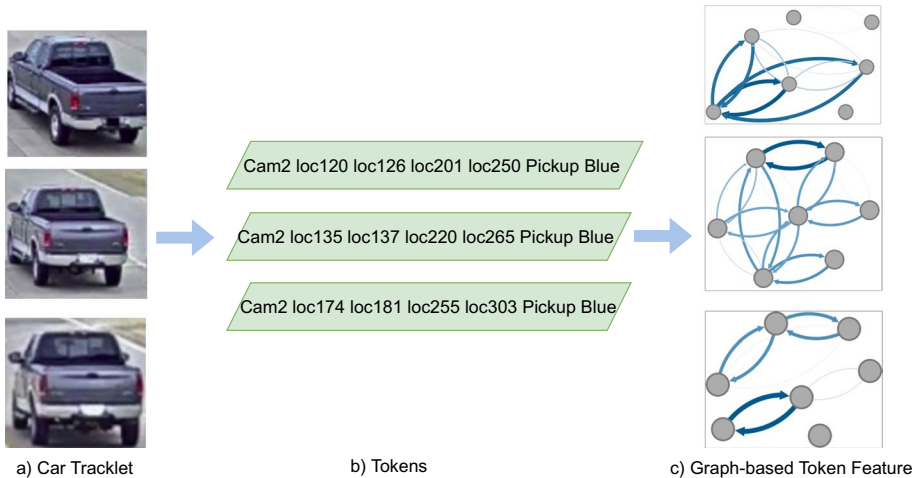 Cam2 loc120 loc126 loc201 loc250 Pickup Blue
Cam2 loc135 loc137 loc220 loc265 Pickup Blue
Cam2 loc174 loc181 loc255 loc303 Pickup Blue
a) Car Tracklet
b) Tokens
c) Graph-based Token Feature